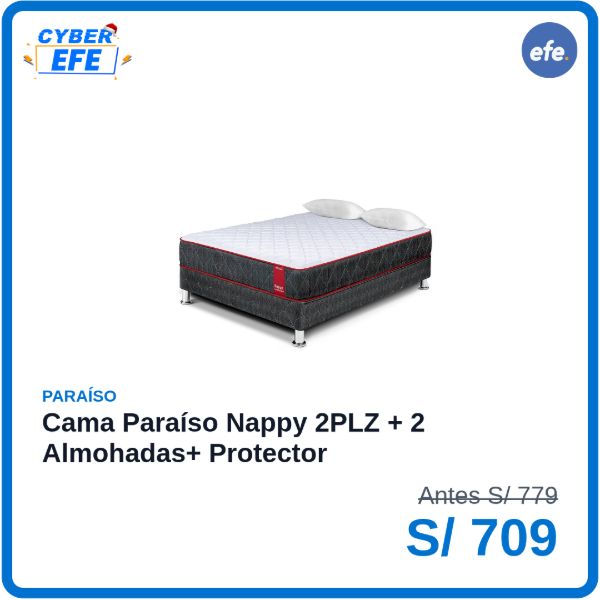 CYBER
EFE
efe.
PARAÍSO
Cama Paraíso Nappy 2PLZ + 2
Almohadas+ Protector
Antes S/ 779
S/ 709